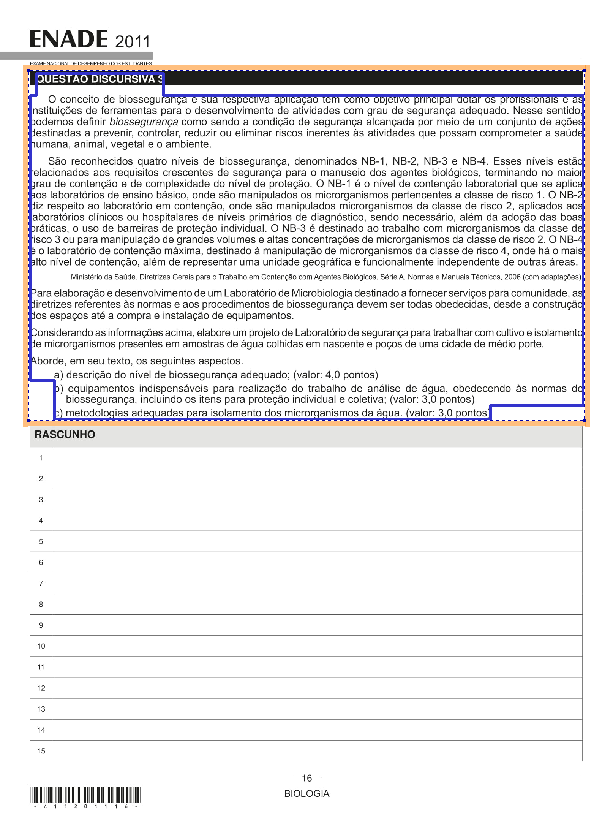 ENADE 2011
EXAME NACIONAL DE DESEMPENHO DOS ESTUDANTES
QUESTÃO DISCURSIVA 3
O conceito de biossegurança e sua respectiva aplicação têm como objetivo principal dotar os profissionais e as
instituições de ferramentas para o desenvolvimento de atividades com grau de segurança adequado. Nesse sentido,
podemos definir biossegurança como sendo a condição de segurança alcançada por meio de um conjunto de ações
destinadas a prevenir, controlar, reduzir ou eliminar riscos inerentes às atividades que possam comprometer a saúde
humana, animal, vegetal e o ambiente.
São reconhecidos quatro níveis de biossegurança, denominados NB-1, NB-2, NB-3 e NB-4. Esses níveis estão
relacionados aos requisitos crescentes de segurança para o manuseio dos agentes biológicos, terminando no maior
grau de contenção e de complexidade do nível de proteção. O NB-1 é o nível de contenção laboratorial que se aplica
aos laboratórios de ensino básico, onde são manipulados os microrganismos pertencentes a classe de risco 1. O NB-2
diz respeito ao laboratório em contenção, onde são manipulados microrganismos da classe de risco 2, aplicados aos
laboratórios clínicos ou hospitalares de níveis primários de diagnóstico, sendo necessário, além da adoção das boas
práticas, o uso de barreiras de proteção individual. O NB-3 é destinado ao trabalho com microrganismos da classe de
risco 3 ou para manipulação de grandes volumes e altas concentrações de microrganismos da classe de risco 2. O NB-4
é o laboratório de contenção máxima, destinado à manipulação de microrganismos da classe de risco 4, onde há o mais
alto nível de contenção, além de representar uma unidade geográfica e funcionalmente independente de outras áreas.
Ministério da Saúde. Diretrizes Gerais para o Trabalho em Contenção com Agentes Biológicos, Série A. Normas e Manuais Técnicos, 2006 (com adaptações).
Para elaboração e desenvolvimento de um Laboratório de Microbiologia destinado a fornecer serviços para comunidade, as
diretrizes referentes às normas e aos procedimentos de biossegurança devem ser todas obedecidas, desde a construção
dos espaços até a compra e instalação de equipamentos.
Considerando as informações acima, elabore um projeto de Laboratório de segurança para trabalhar com cultivo e isolamento
de microrganismos presentes em amostras de água colhidas em nascente e poços de uma cidade de médio porte.
Aborde, em seu texto, os seguintes aspectos.
a) descrição do nível de biossegurança adequado; (valor: 4,0 pontos)
b) equipamentos indispensáveis para realização do trabalho de análise de água, obedecendo às normas de
biossegurança, incluindo os itens para proteção individual e coletiva; (valor: 3,0 pontos)
c) metodologias adequadas para isolamento dos microrganismos da água. (valor: 3,0 pontos)
RASCUNHO
1
2
3
4
5
6
7
8
9
10
11
12
13
14
15
16
BIOLOGIA